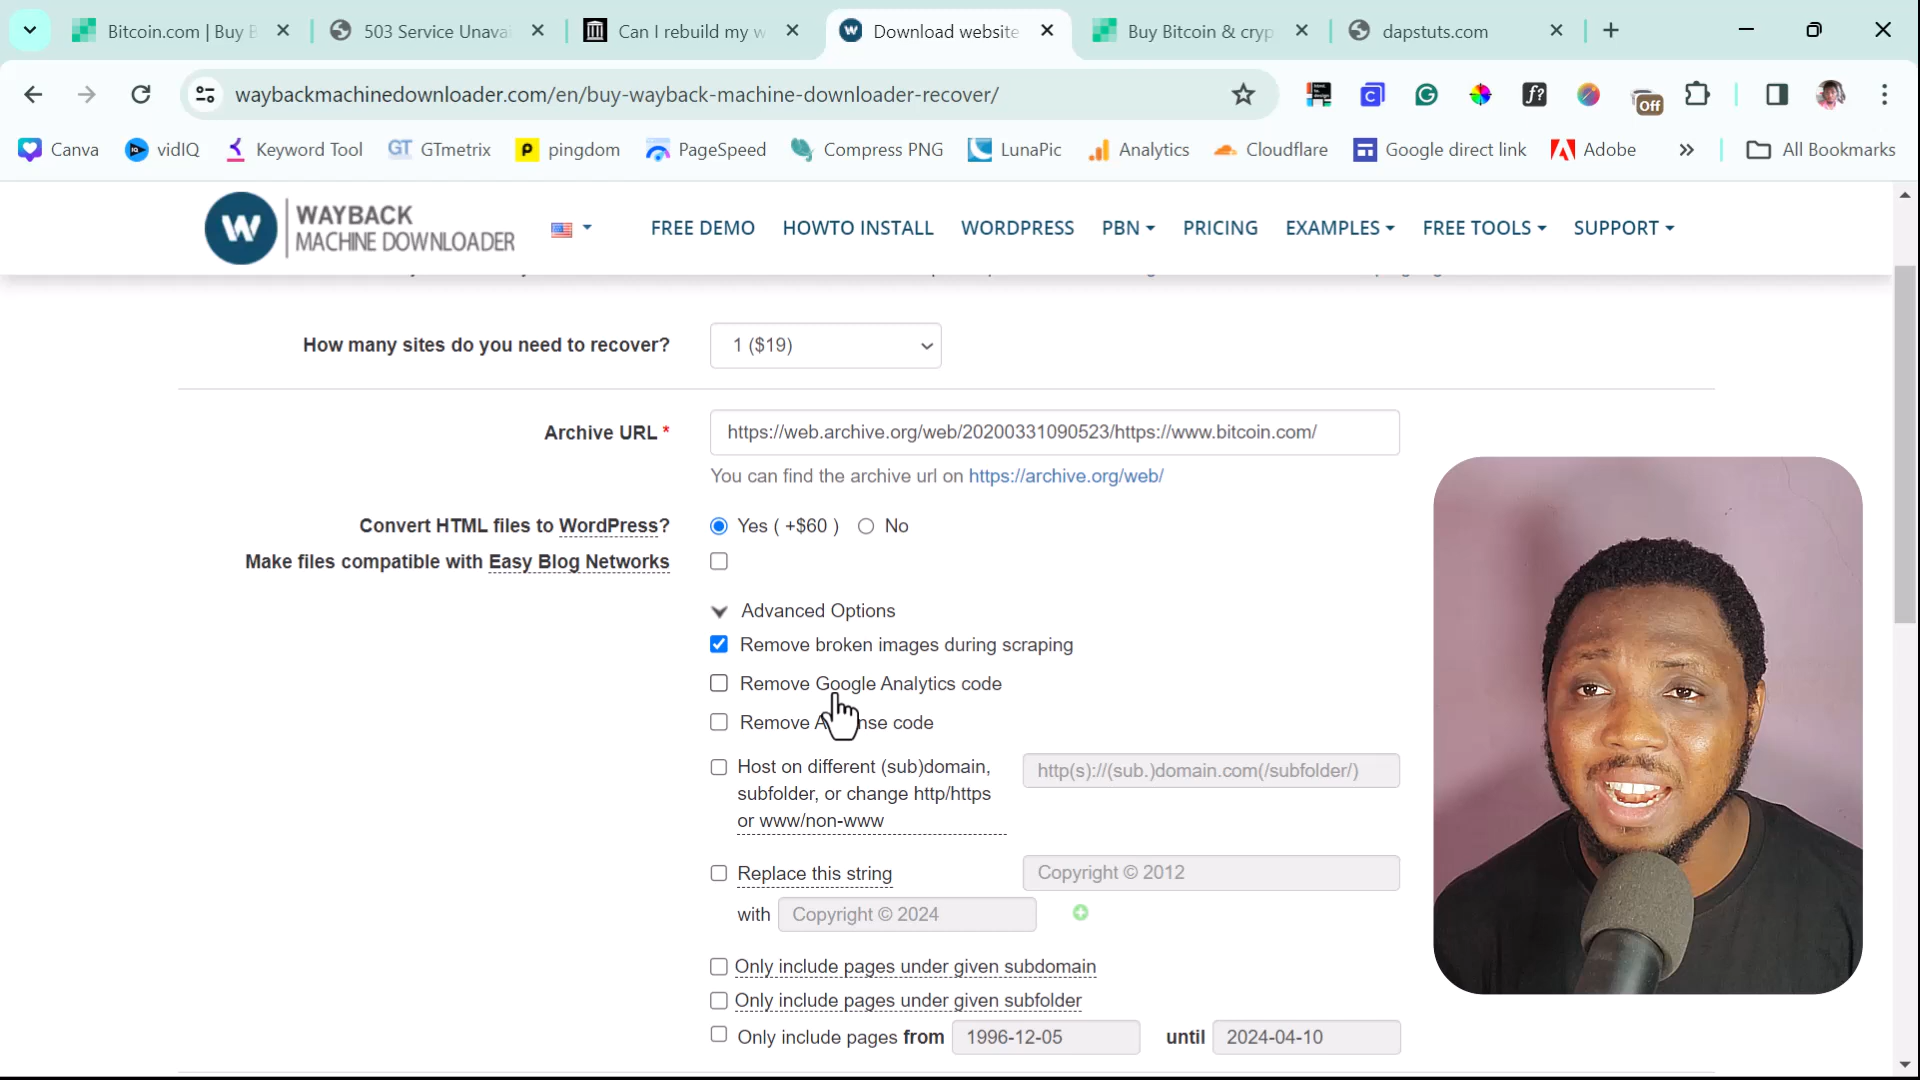 Bitcoin.com | Buy B
503 Service Unava
Can I rebuild my w
Download website
Buy Bitcoin & cryp
dapstuts.com
waybackmachinedownloader.com/en/buy-wayback-machine-downloader-recover/
Off
Canva
vidIQ
Keyword Tool
GTmetrix
pingdom
PageSpeed
Compress PNG
LunaPic
Analytics
Cloudflare
Google direct link
Adobe
All Bookmarks
W
WAYBACK
MACHINE DOWNLOADER
FREE DEMO
HOWTO INSTALL
WORDPRESS
PBN
PRICING
EXAMPLES
FREE TOOLS
SUPPORT
How many sites do you need to recover?
1 ($19)
Archive URL *
https://web.archive.org/web/20200331090523/https://www.bitcoin.com/
You can find the archive url on https://archive.org/web/
Convert HTML files to WordPress?
Yes ( +$60 )
No
Make files compatible with Easy Blog Networks
Advanced Options
Remove broken images during scraping
Remove Google Analytics code
Remove A nse code
Host on different (sub)domain,
subfolder, or change http/https
or www/non-www
http(s)://(sub.)domain.com(/subfolder/)
Replace this string
Copyright © 2012
with
Copyright © 2024
Only include pages under given subdomain
Only include pages under given subfolder
Only include pages from
1996-12-05
until
2024-04-10